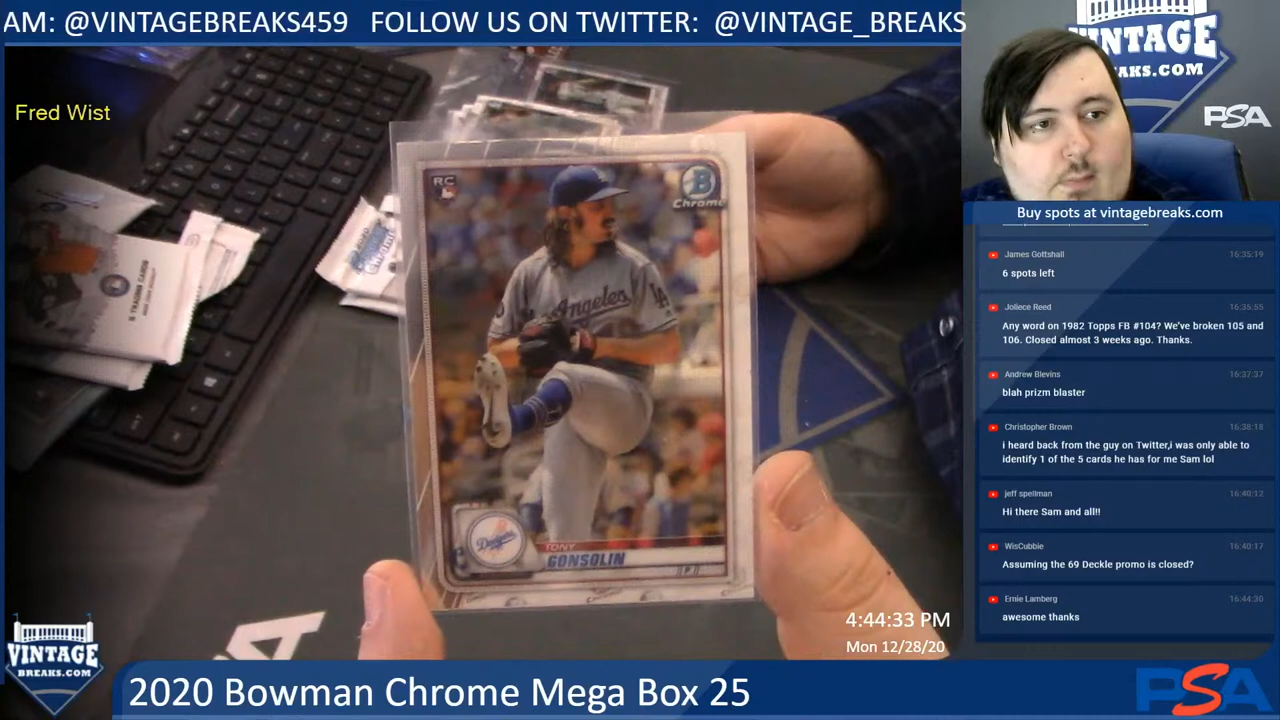 AM: @VINTAGEBREAKS459 FOLLOW US ON TWITTER: @VINTAGE_BREAKS
Fred Wist
VINTAGE
AKS.COM
PSA
RC
B
Chrome
Los Angeles
LA
Dodgers
TONY
GONSOLIN
P
Chrome
Buy spots at vintagebreaks.com
James Gottshall 16:35:19
6 spots left
Joliece Reed 16:35:55
Any word on 1982 Topps FB #104? We've broken 105 and
106. Closed almost 3 weeks ago. Thanks.
Andrew Blevins 16:37:37
blah prizm blaster
Christopher Brown 16:38:18
i heard back from the guy on Twitter,i was only able to
identify 1 of the 5 cards he has for me Sam lol
jeff spellman 16:40:12
Hi there Sam and all!!
WisCubbie 16:40:17
Assuming the 69 Deckle promo is closed?
Ernie Lamberg 16:44:30
awesome thanks
4:44:33 PM
Mon 12/28/20
VINTAGE
BREAKS.COM
2020 Bowman Chrome Mega Box 25
PSA